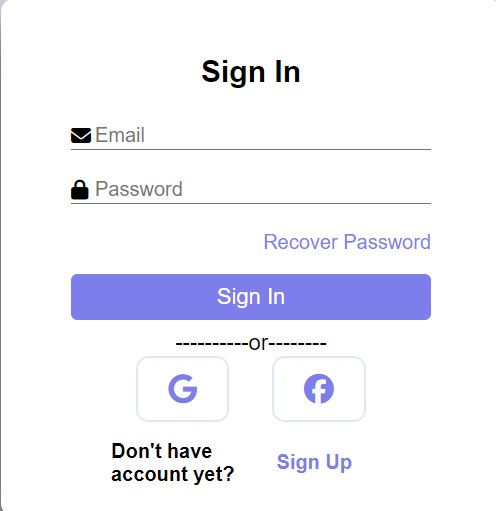 Sign In
Email
Password
Recover Password
Sign In
----------or--------
G
Don't have
account yet?
Sign Up